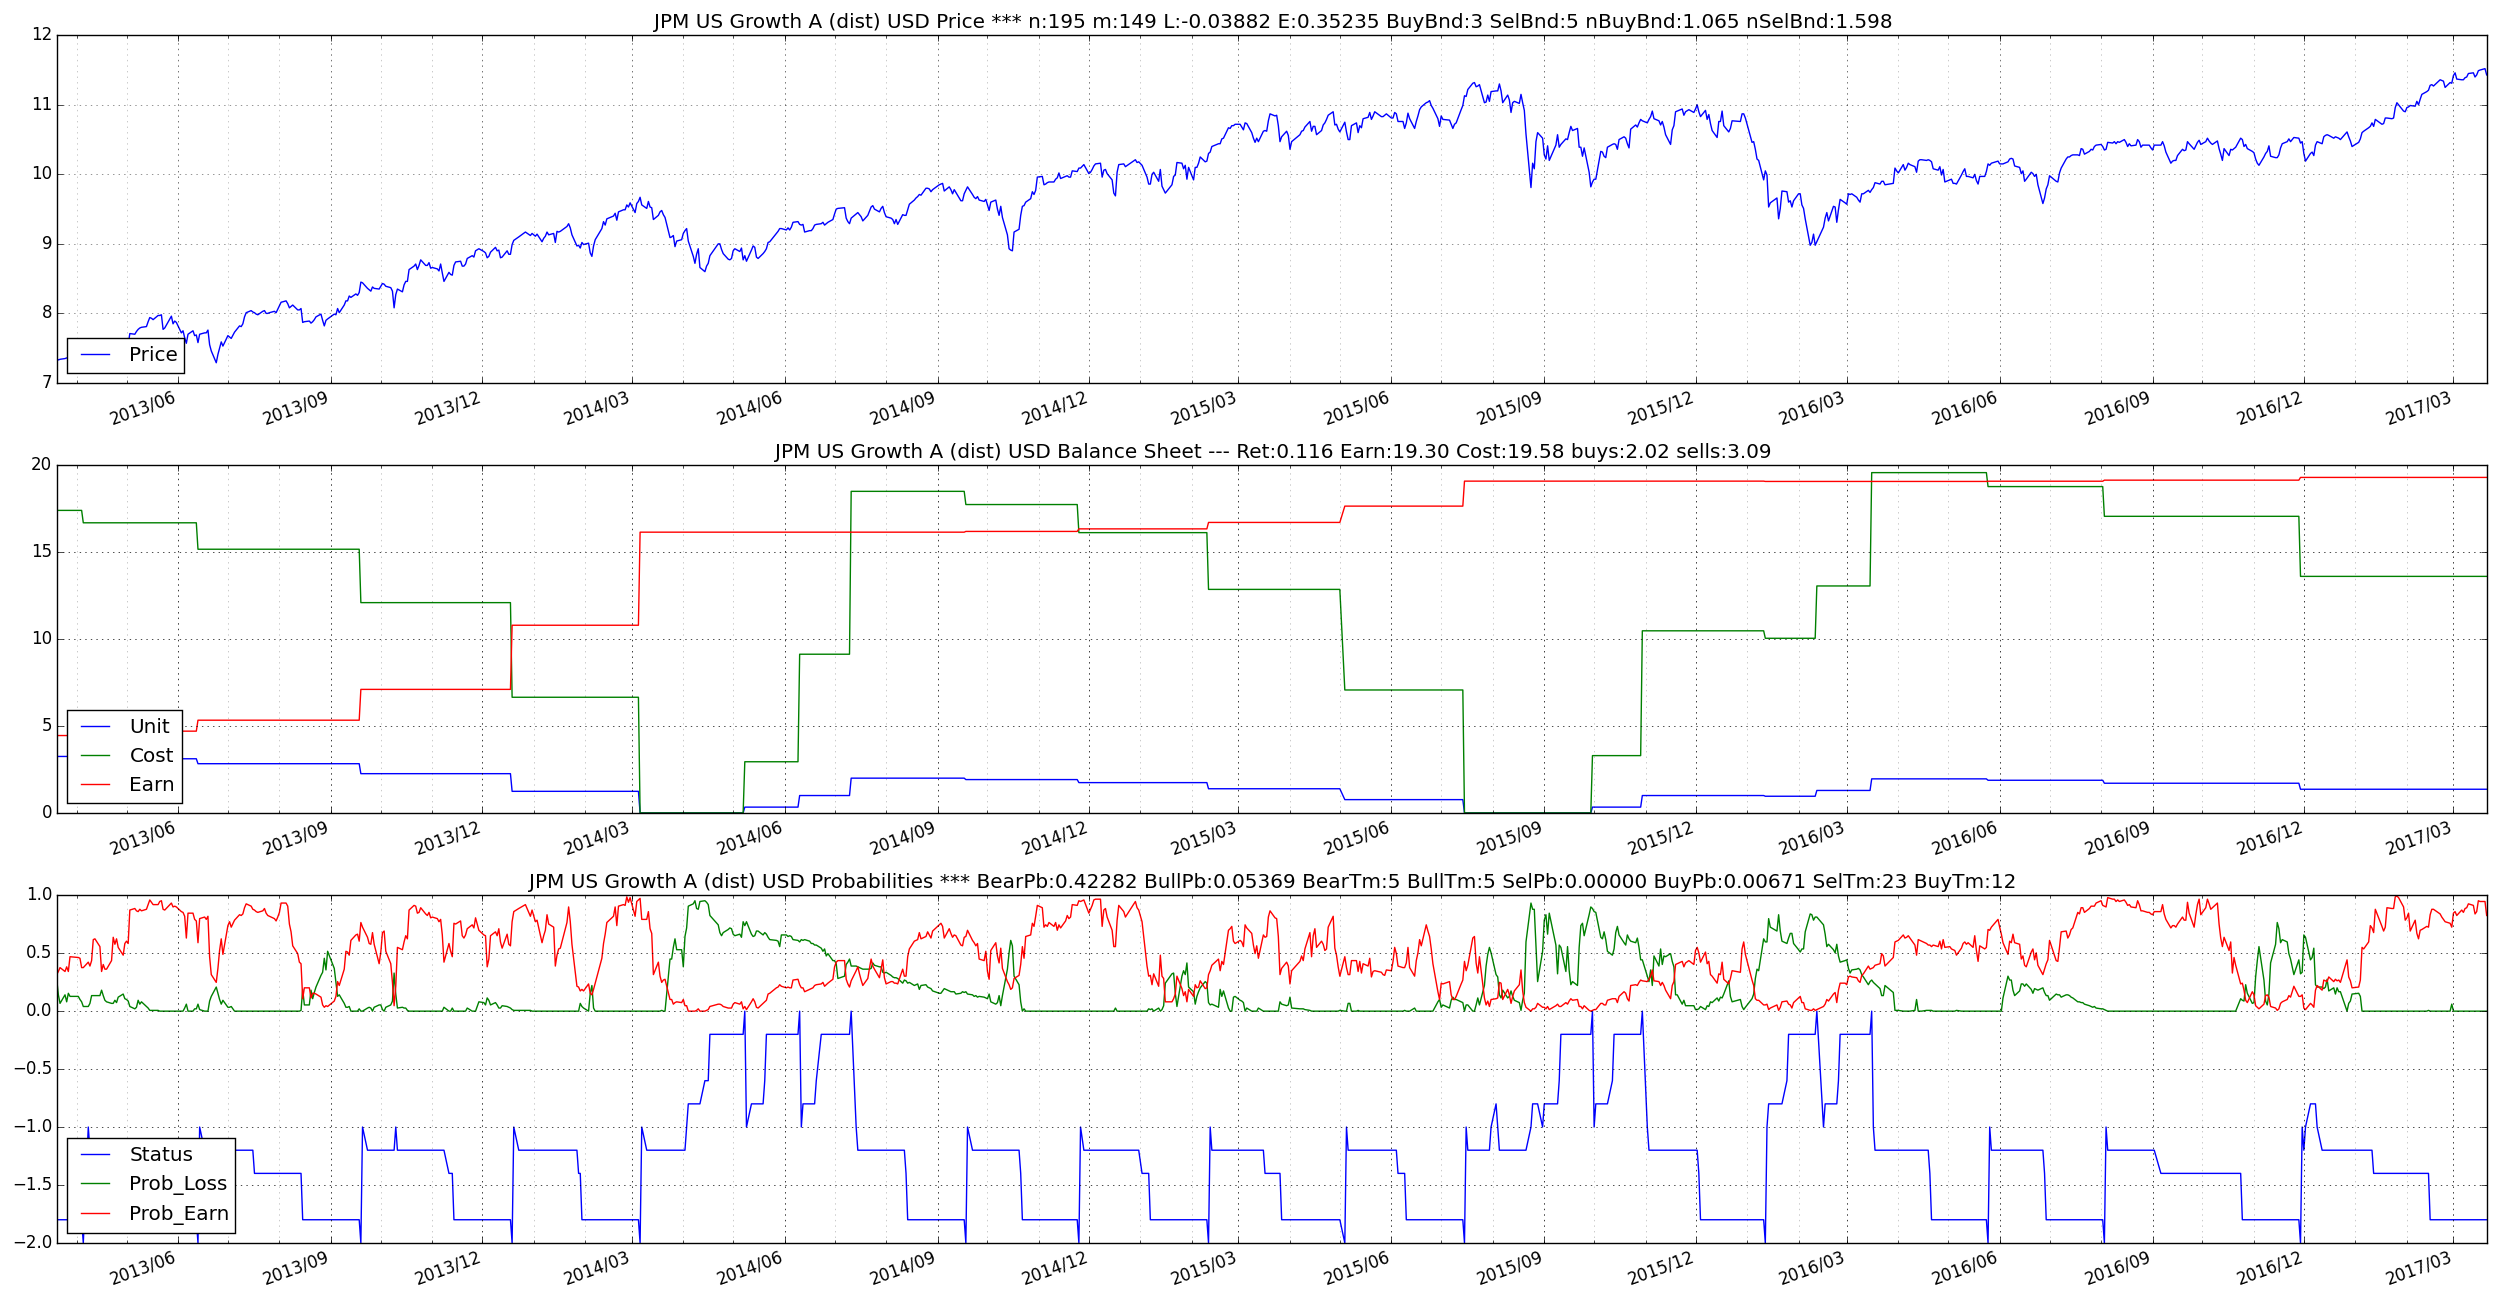 JPM US Growth A (dist) USD Price *** n:195 m:149 L:-0.03882 E:0.35235 BuyBnd:3 SelBnd:5 nBuyBnd:1.065 nSelBnd:1.598
12
11
10
9
8
7
Price
2013/06 2013/09 2013/12 2014/03 2014/06 2014/09 2014/12 2015/03 2015/06 2015/09 2015/12 2016/03 2016/06 2016/09 2016/12 2017/03
JPM US Growth A (dist) USD Balance Sheet --- Ret:0.116 Earn:19.30 Cost:19.58 buys:2.02 sells:3.09
20
15
10
5
0
Unit
Cost
Earn
2013/06 2013/09 2013/12 2014/03 2014/06 2014/09 2014/12 2015/03 2015/06 2015/09 2015/12 2016/03 2016/06 2016/09 2016/12 2017/03
JPM US Growth A (dist) USD Probabilities *** BearPb:0.42282 BullPb:0.05369 BearTm:5 BullTm:5 SelPb:0.00000 BuyPb:0.00671 SelTm:23 BuyTm:12
1.0
0.5
0.0
−0.5
−1.0
−1.5
−2.0
Status
Prob_Loss
Prob_Earn
2013/06 2013/09 2013/12 2014/03 2014/06 2014/09 2014/12 2015/03 2015/06 2015/09 2015/12 2016/03 2016/06 2016/09 2016/12 2017/03